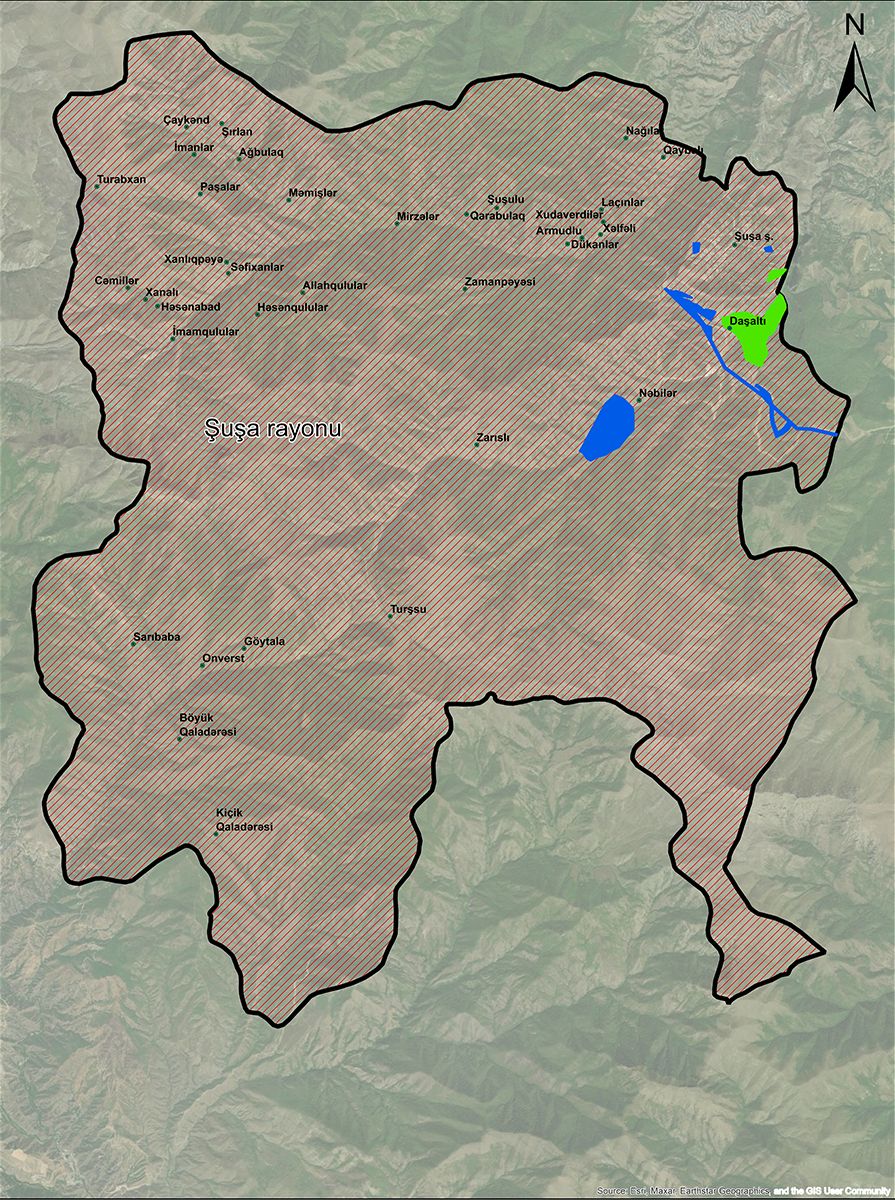 N
Çaykənd
Şırlan
Nağıla
İmanlar
Ağbulaq
Turabxan
Paşalar
Məmişlər
Şuşulu
Laçınlar
Mirzələr
Qarabulaq
Xudaverdilər
Armudlu
Xəlfəli
Dükanlar
Şuşa ş.
Xanlıqpəyə
Səfixanlar
Cəmillər
Xanalı
Həsənabad
Allahqulular
Həsənqulular
Zamanpəyəsi
İmamqulular
Daşaltı
Nəbilər
Şuşa rayonu
Zarıslı
Turşsu
Sarıbaba
Göytala
Onverst
Böyük
Qaladərəsi
Kiçik
Qaladərəsi
Source: Esri, Maxar, Earthstar Geographics, and the GIS User Community